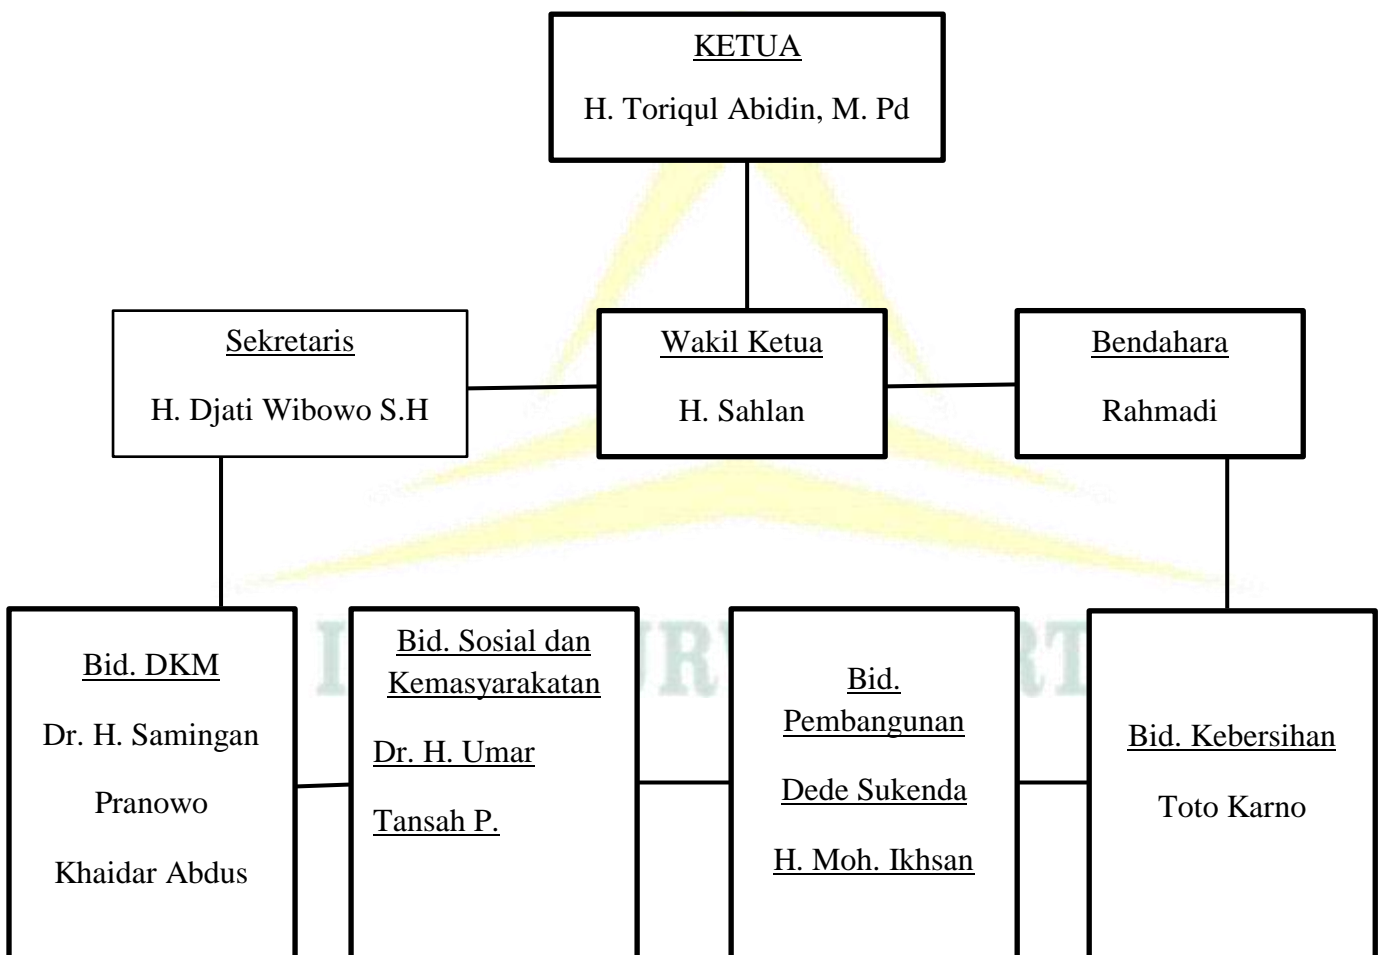 KETUA
H. Toriqul Abidin, M. Pd
Sekretaris
H. Djati Wibowo S.H
Wakil Ketua
H. Sahlan
Bendahara
Rahmadi
Bid. DKM
Dr. H. Samingan
Pranowo
Khaidar Abdus
Bid. Sosial dan
Kemasyarakatan
Dr. H. Umar
Tansah P.
Bid.
Pembangunan
Dede Sukenda
H. Moh. Ikhsan
Bid. Kebersihan
Toto Karno